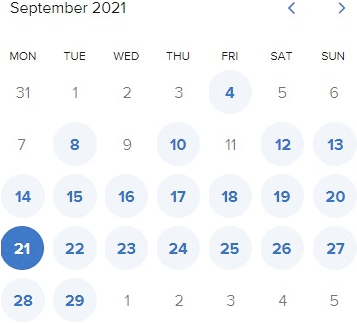 September 2021
MON TUE WED THU FRI SAT SUN
31 1 2 3 4 5 6
7 8 9 10 11 12 13
14 15 16 17 18 19 20
21 22 23 24 25 26 27
28 29 1 2 3 4 5